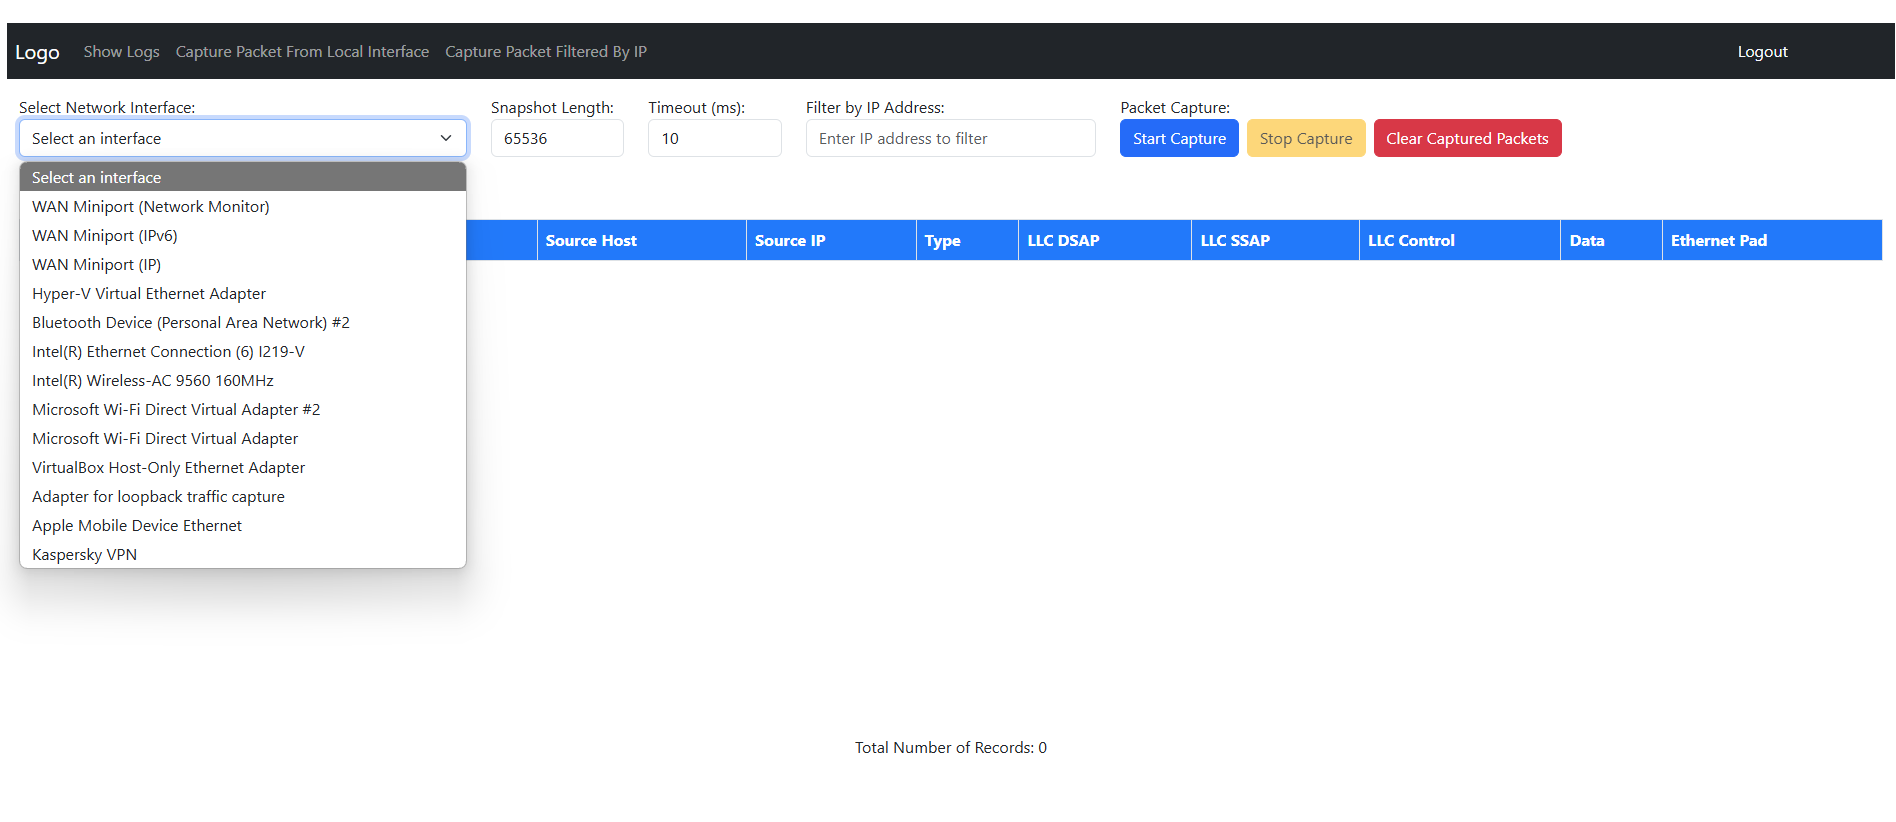 Logo Show Logs Capture Packet From Local Interface Capture Packet Filtered By IP Logout
Select Network Interface: Snapshot Length: Timeout (ms): Filter by IP Address: Packet Capture:
Select an interface 65536 10 Enter IP address to filter Start Capture Stop Capture Clear Captured Packets
Select an interface
WAN Miniport (Network Monitor)
WAN Miniport (IPv6)
WAN Miniport (IP)
Hyper-V Virtual Ethernet Adapter
Bluetooth Device (Personal Area Network) #2
Intel(R) Ethernet Connection (6) I219-V
Intel(R) Wireless-AC 9560 160MHz
Microsoft Wi-Fi Direct Virtual Adapter #2
Microsoft Wi-Fi Direct Virtual Adapter
VirtualBox Host-Only Ethernet Adapter
Adapter for loopback traffic capture
Apple Mobile Device Ethernet
Kaspersky VPN
Source Host Source IP Type LLC DSAP LLC SSAP LLC Control Data Ethernet Pad
Total Number of Records: 0